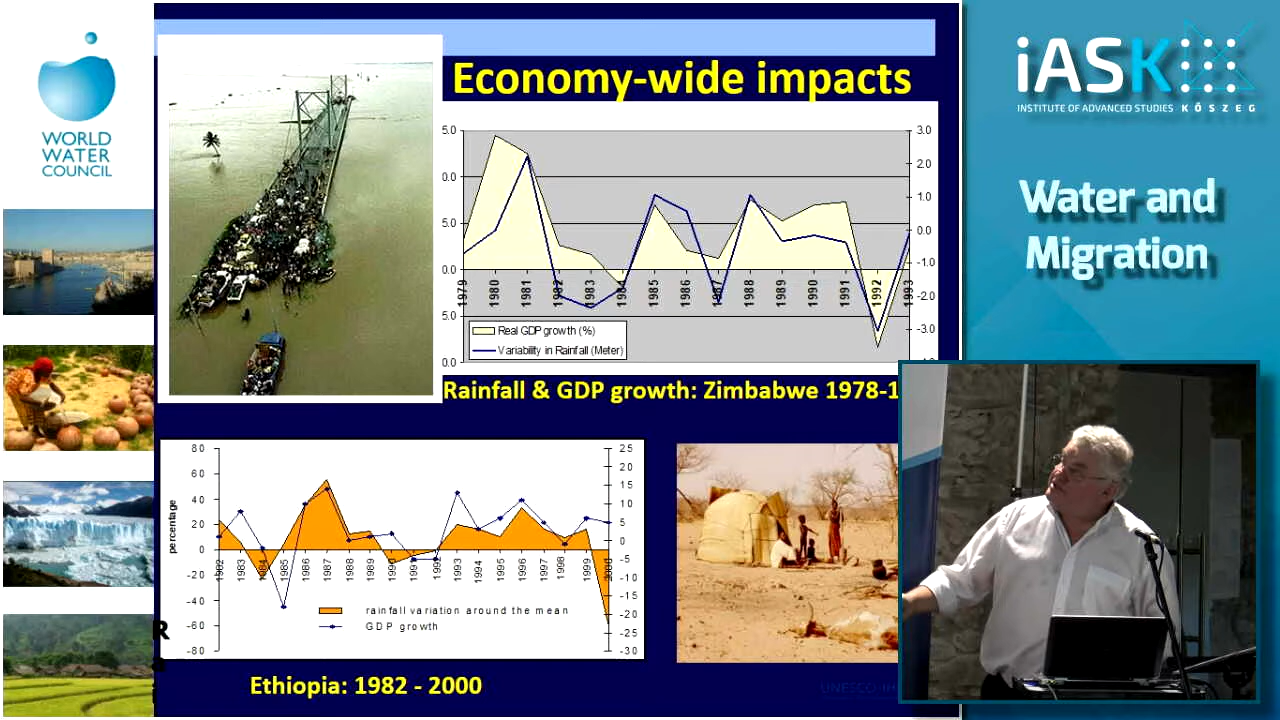 WORLD
WATER
COUNCIL
Economy-wide impacts
5.0
0.0
5.0
0.0
5.0
0.0
3.0
2.0
1.0
0.0
-1.0
-2.0
-3.0
1979 1980 1981 1982 1983 1984 1985 1986 1987 1988 1989 1990 1991 1992 1993
Real GDP growth (%)
Variability in Rainfall (Meter)
Rainfall & GDP growth: Zimbabwe 1978-1
percentage
80
60
40
20
0
-20
-40
-60
-80
25
20
15
10
5
0
-5
-10
-15
-20
-25
-30
1982 1983 1984 1985 1986 1987 1988 1989 1990 1991 1992 1993 1994 1995 1996 1997 1998 1999 2000
rainfall variation around the mean
GDP growth
R
Ethiopia: 1982 - 2000
UNESCO-IH
iASK
INSTITUTE OF ADVANCED STUDIES KŐSZEG
Water and
Migration